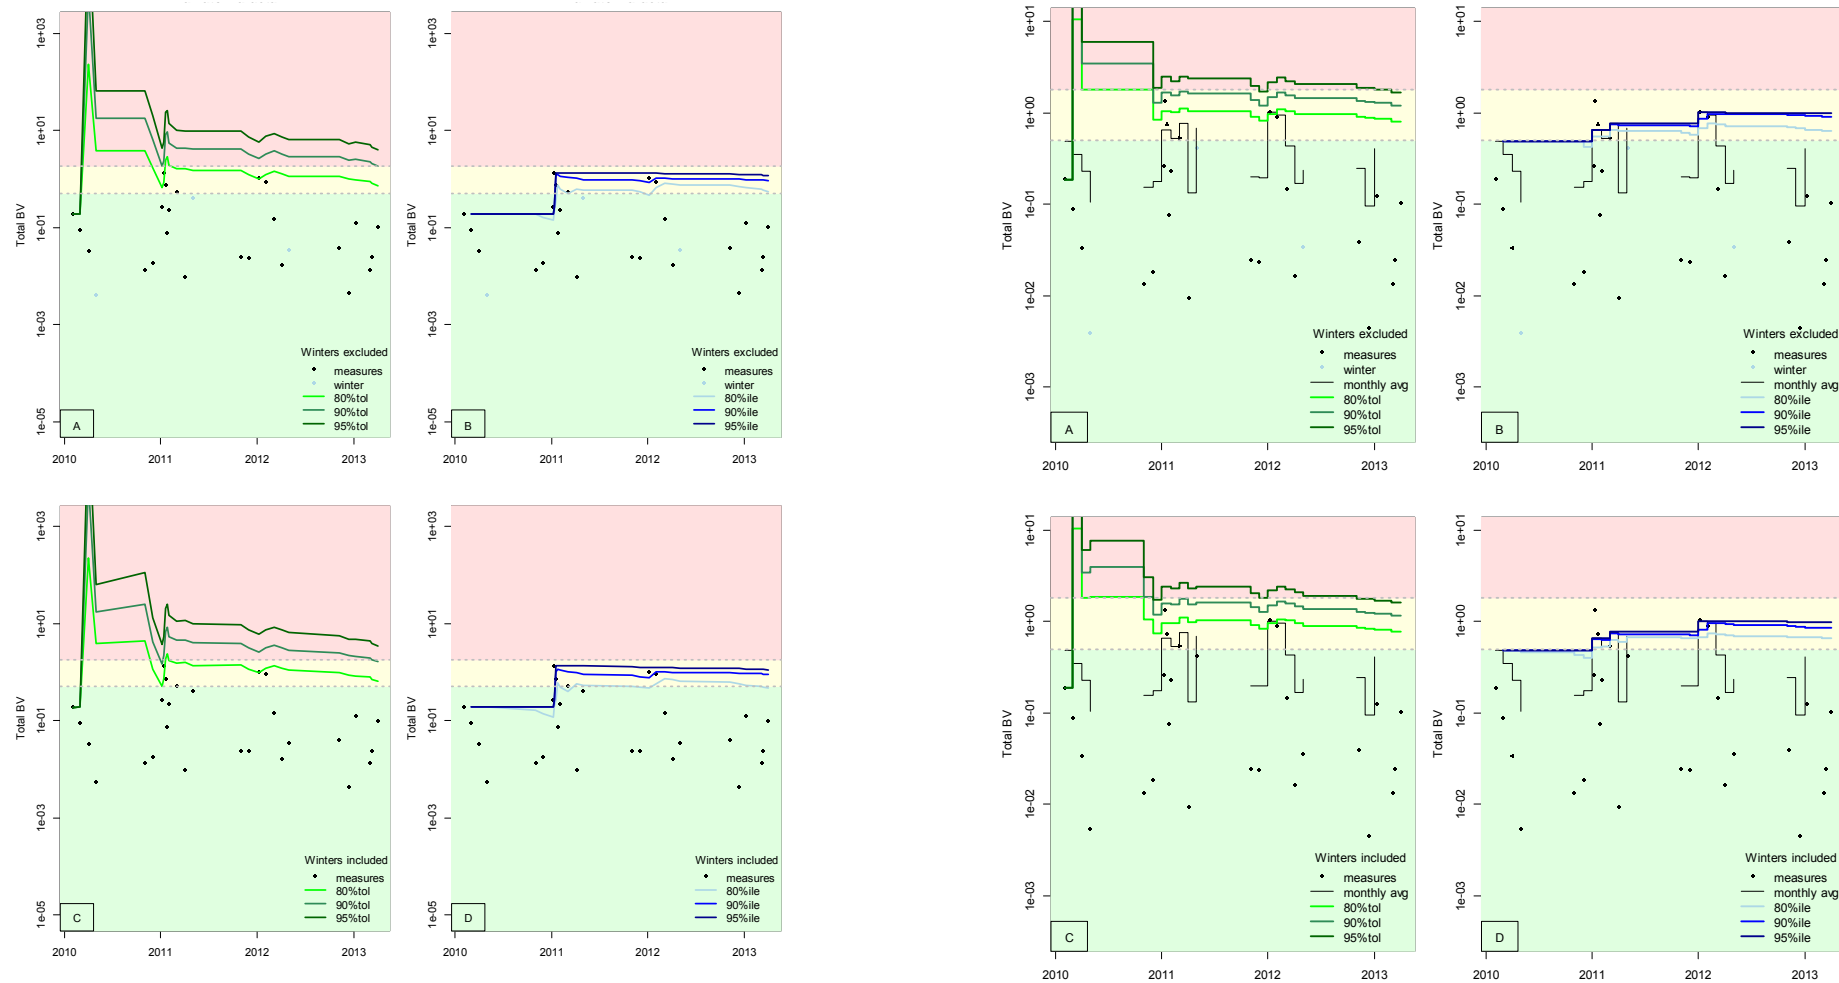 1e+03
1e+01
1e-01
1e-03
1e-05
Total BV
Winters excluded
measures
winter
80%tol
90%tol
95%tol
A
2010
2011
2012
2013
1e+03
1e+01
1e-01
1e-03
1e-05
Total BV
Winters excluded
measures
winter
80%ile
90%ile
95%ile
B
2010
2011
2012
2013
1e+01
1e+00
1e-01
1e-02
1e-03
Total BV
Winters excluded
measures
winter
monthly avg
80%tol
90%tol
95%tol
A
2010
2011
2012
2013
1e+01
1e+00
1e-01
1e-02
1e-03
Total BV
Winters excluded
measures
winter
monthly avg
80%ile
90%ile
95%ile
B
2010
2011
2012
2013
1e+03
1e+01
1e-01
1e-03
1e-05
Total BV
Winters included
measures
80%tol
90%tol
95%tol
C
2010
2011
2012
2013
1e+03
1e+01
1e-01
1e-03
1e-05
Total BV
Winters included
measures
80%ile
90%ile
95%ile
D
2010
2011
2012
2013
1e+01
1e+00
1e-01
1e-02
1e-03
Total BV
Winters included
measures
monthly avg
80%tol
90%tol
95%tol
C
2010
2011
2012
2013
1e+01
1e+00
1e-01
1e-02
1e-03
Total BV
Winters included
measures
monthly avg
80%ile
90%ile
95%ile
D
2010
2011
2012
2013